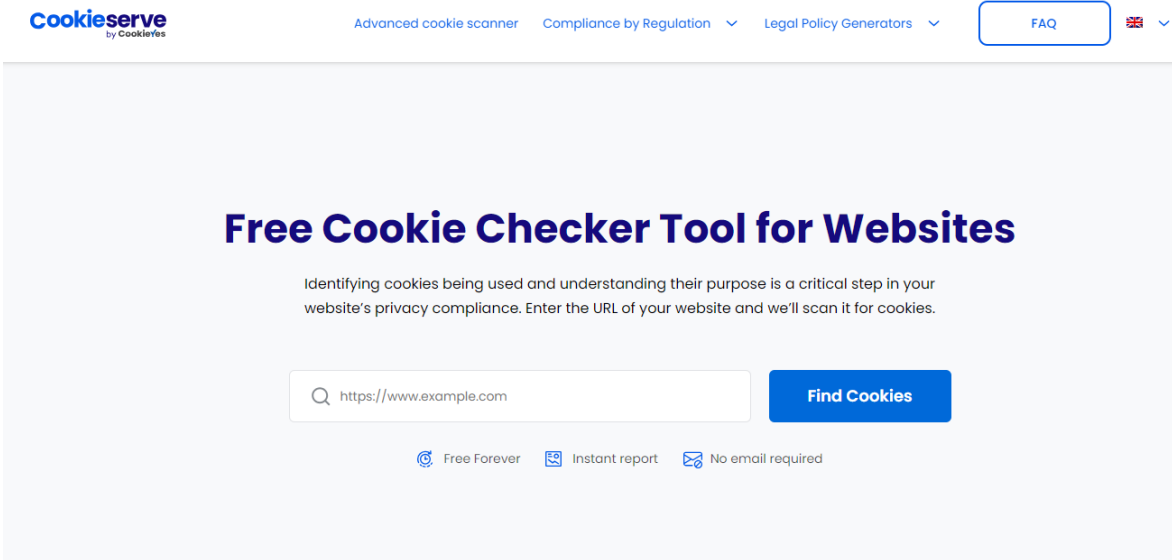 Cookieserve
by CookieYes
Advanced cookie scanner
Compliance by Regulation
Legal Policy Generators
FAQ
Free Cookie Checker Tool for Websites
Identifying cookies being used and understanding their purpose is a critical step in your
website’s privacy compliance. Enter the URL of your website and we’ll scan it for cookies.
https://www.example.com
Find Cookies
Free Forever
Instant report
No email required